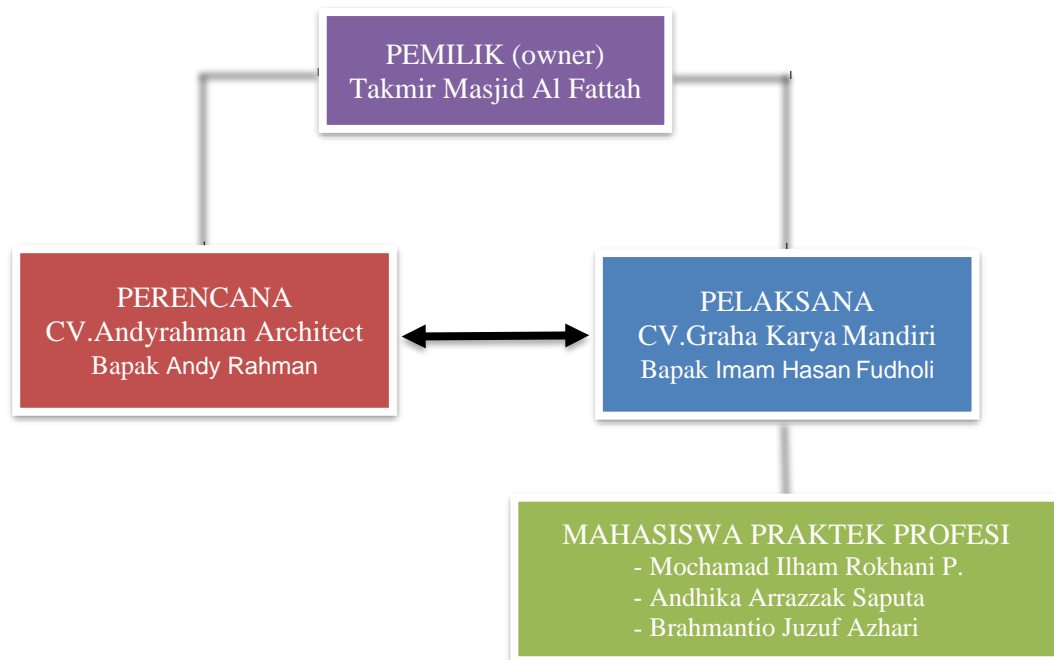 PEMILIK (owner)
Takmir Masjid Al Fattah
PERENCANA
CV.Andyrahman Architect
Bapak Andy Rahman
PELAKSANA
CV.Graha Karya Mandiri
Bapak Imam Hasan Fudholi
MAHASISWA PRAKTEK PROFESI
- Mochamad Ilham Rokhani P.
- Andhika Arrazzak Saputa
- Brahmantio Juzuf Azhari